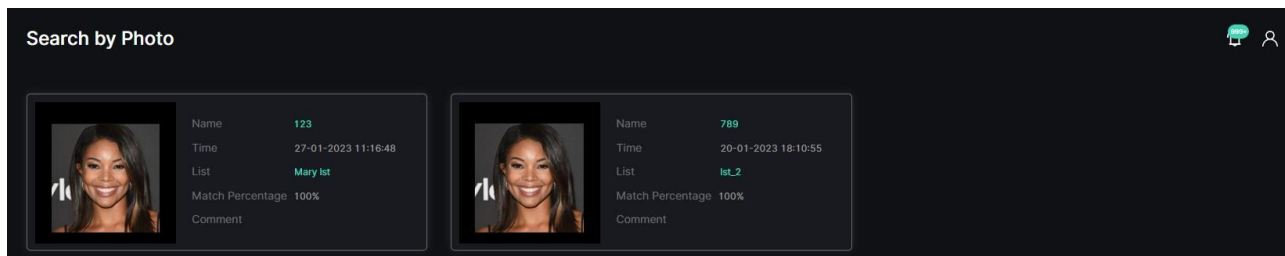 Search by Photo
999+
Name 123
Time 27-01-2023 11:16:48
List Mary lst
Match Percentage 100%
Comment
Name 789
Time 20-01-2023 18:10:55
List lst_2
Match Percentage 100%
Comment